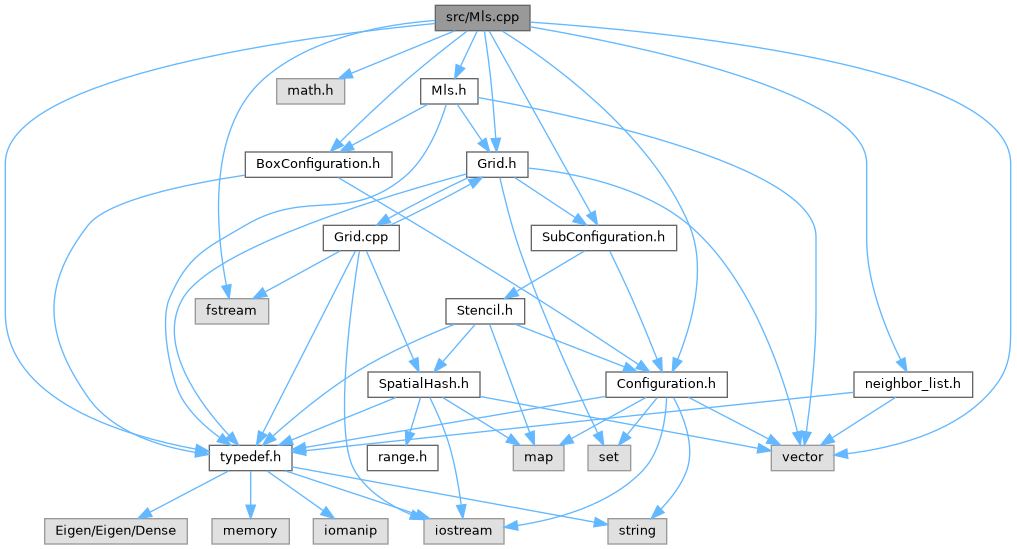 src/Mls.cpp
math.h
Mls.h
BoxConfiguration.h
Grid.h
Grid.cpp
SubConfiguration.h
fstream
Stencil.h
SpatialHash.h
Configuration.h
neighbor_list.h
typedef.h
range.h
map
set
vector
Eigen/Eigen/Dense
memory
iomanip
iostream
string